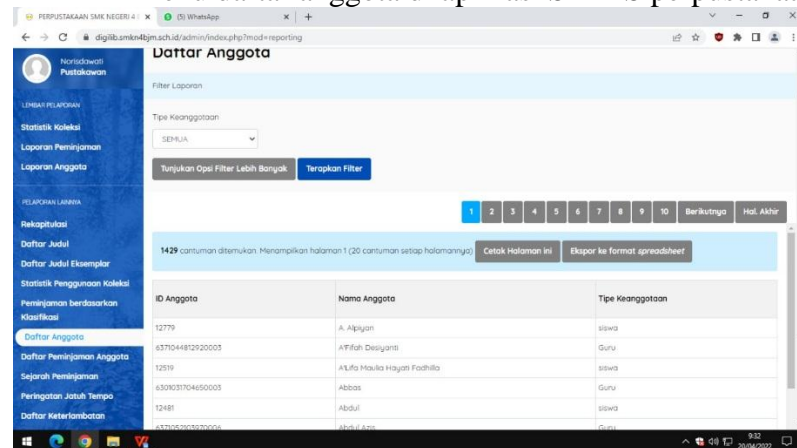 PERPUSTAKAAN SMK NEGERI 4
(5) WhatsApp
digilib.smkn4bjm.sch.id/admin/index.php?mod=reporting
Norisdawati
Pustakawan
LEMBAR PELAPORAN
Statistik Koleksi
Laporan Peminjaman
Laporan Anggota
PELAPORAN LAINNYA
Rekapitulasi
Daftar Judul
Daftar Judul Eksemplar
Statistik Penggunaan Koleksi
Peminjaman berdasarkan
Klasifikasi
Daftar Anggota
Daftar Peminjaman Anggota
Sejarah Peminjaman
Peringatan Jatuh Tempo
Daftar Keterlambatan
Daftar Anggota
Filter Laporan
Tipe Keanggotaan
SEMUA
Tunjukan Opsi Filter Lebih Banyak Terapkan Filter
1 2 3 4 5 6 7 8 9 10 Berikutnya Hal. Akhir
1429 cantuman ditemukan. Menampilkan halaman 1 (20 cantuman setiap halamannya) Cetak Halaman ini Ekspor ke format spreadsheet
ID Anggota Nama Anggota Tipe Keanggotaan
12779 A. Alpiyan siswa
6371044812920003 A'fifah Desiyanti Guru
12519 A'Lifa Maulia Hayati Fadhilla siswa
6301031704650003 Abbas Guru
12481 Abdul siswa
6371052103970006 Abdul Azis Guru
9:32
20/04/2022